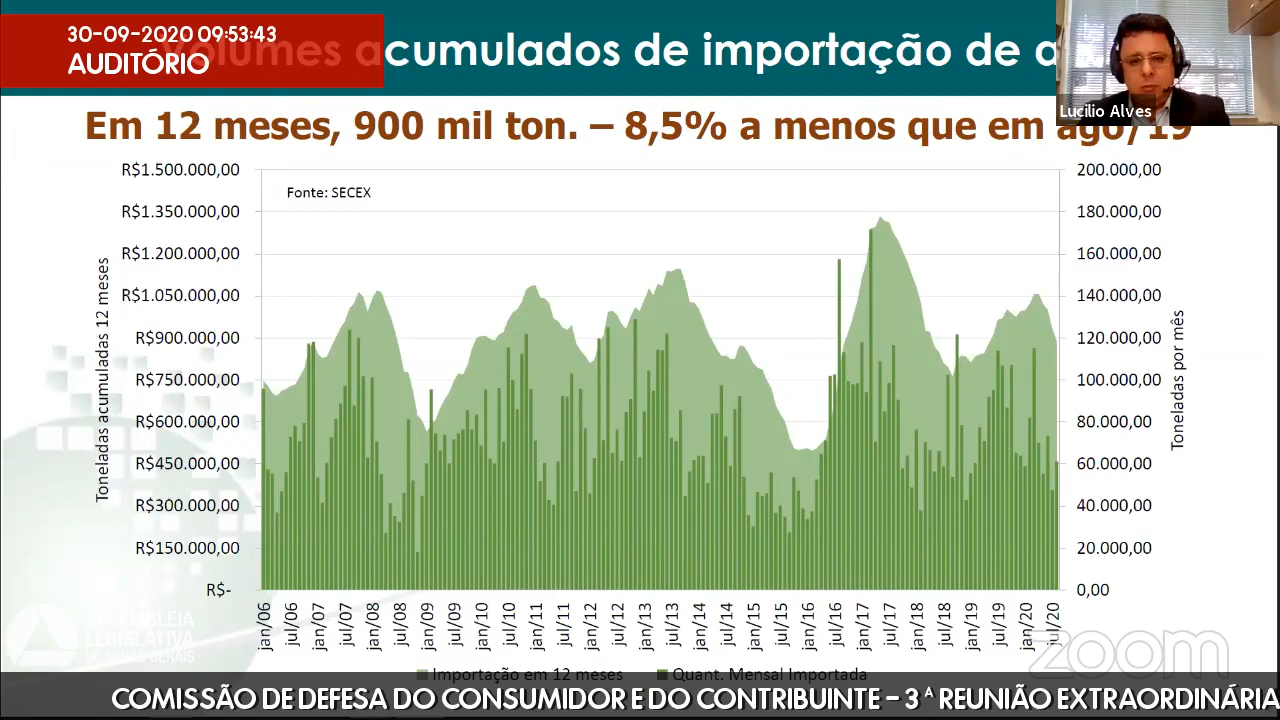 30-09-2020 09:53:43
AUDITÓRIO
Volumes acumulados de importação de a
Lucilio Alves
Em 12 meses, 900 mil ton. – 8,5% a menos que em ago/19
R$1.500.000,00
R$1.350.000,00
R$1.200.000,00
R$1.050.000,00
R$900.000,00
R$750.000,00
R$600.000,00
R$450.000,00
R$300.000,00
R$150.000,00
R$-
Toneladas acumuladas 12 meses
Fonte: SECEX
200.000,00
180.000,00
160.000,00
140.000,00
120.000,00
100.000,00
80.000,00
60.000,00
40.000,00
20.000,00
0,00
Toneladas por mês
jan/06
jul/06
jan/07
jul/07
jan/08
jul/08
jan/09
jul/09
jan/10
jul/10
jan/11
jul/11
jan/12
jul/12
jan/13
jul/13
jan/14
jul/14
jan/15
jul/15
jan/16
jul/16
jan/17
jul/17
jan/18
jul/18
jan/19
jul/19
jan/20
jul/20
Importação em 12 meses
Quant. Mensal Importada
ASSEMBLEIA
LEGISLATIVA
DE MINAS GERAIS
zoom
COMISSÃO DE DEFESA DO CONSUMIDOR E DO CONTRIBUINTE – 3ª REUNIÃO EXTRAORDINÁRIA